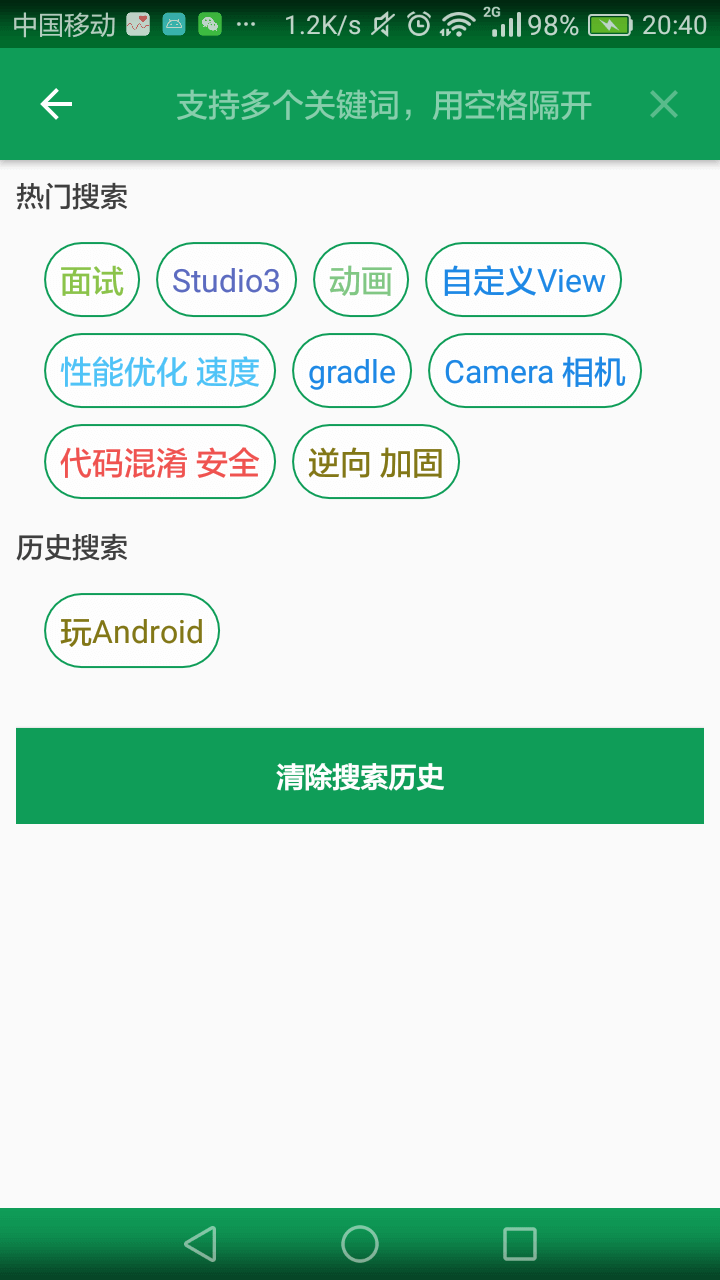 中国移动 ··· 1.2K/s 2G 98% 20:40
支持多个关键词，用空格隔开
热门搜索
面试 Studio3 动画 自定义View
性能优化 速度 gradle Camera 相机
代码混淆 安全 逆向 加固
历史搜索
玩Android
清除搜索历史